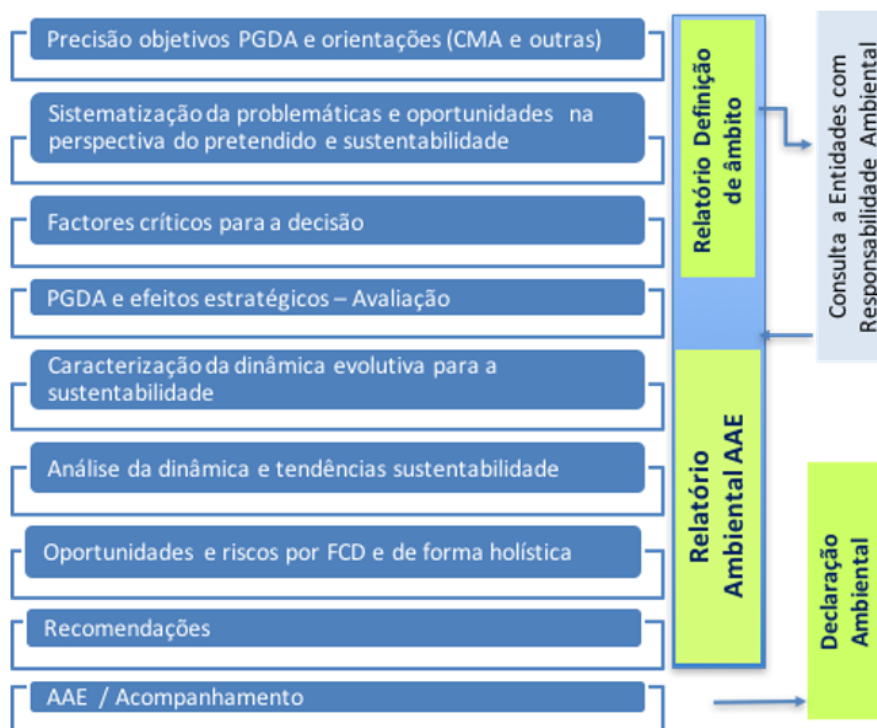 Precisão objetivos PGDA e orientações (CMA e outras)
Sistematização da problemáticas e oportunidades na
perspectiva do pretendido e sustentabilidade
Factores críticos para a decisão
PGDA e efeitos estratégicos – Avaliação
Caracterização da dinâmica evolutiva para a
sustentabilidade
Análise da dinâmica e tendências sustentabilidade
Oportunidades e riscos por FCD e de forma holística
Recomendações
AAE / Acompanhamento
Relatório Definição
de âmbito
Relatório
Ambiental AAE
Consulta a Entidades com
Responsabilidade Ambiental
Declaração
Ambiental